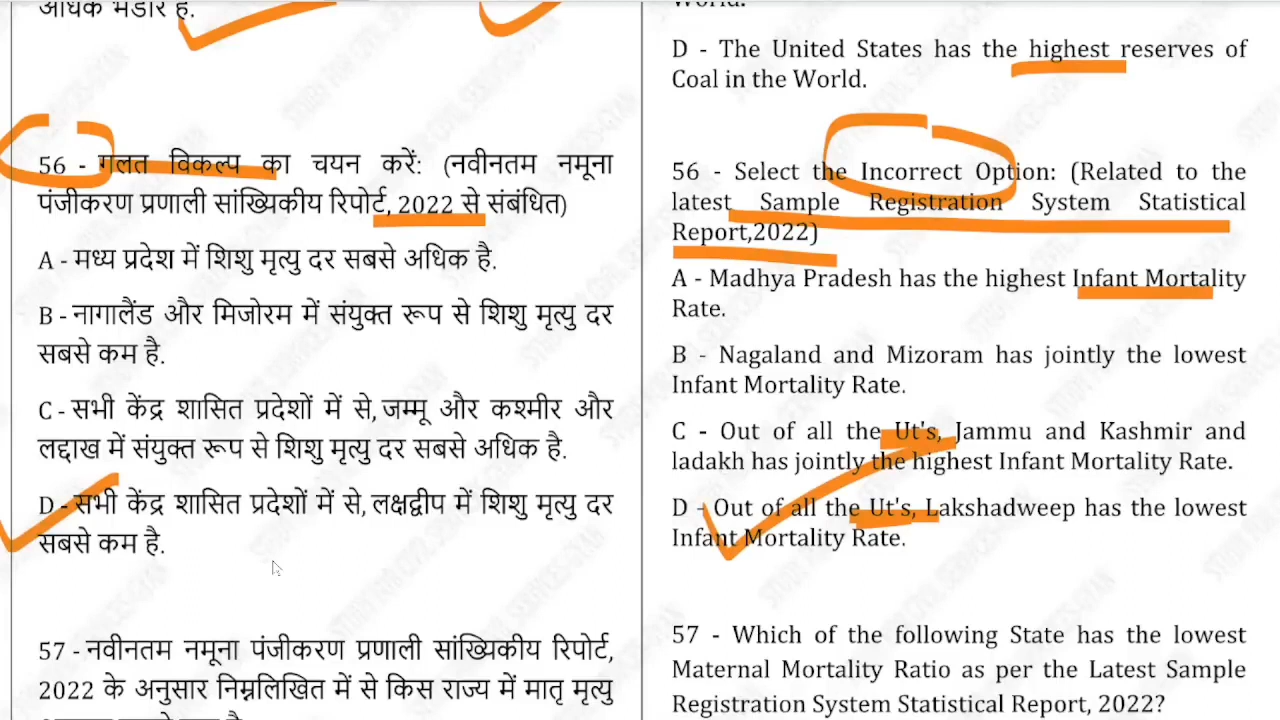 अधिक भंडार है.
56 - गलत विकल्प का चयन करें: (नवीनतम नमूना
पंजीकरण प्रणाली सांख्यिकीय रिपोर्ट, 2022 से संबंधित)
A - मध्य प्रदेश में शिशु मृत्यु दर सबसे अधिक है.
B - नागालैंड और मिजोरम में संयुक्त रूप से शिशु मृत्यु दर
सबसे कम है.
C - सभी केंद्र शासित प्रदेशों में से, जम्मू और कश्मीर और
लद्दाख में संयुक्त रूप से शिशु मृत्यु दर सबसे अधिक है.
D - सभी केंद्र शासित प्रदेशों में से, लक्षद्वीप में शिशु मृत्यु दर
सबसे कम है.
57 - नवीनतम नमूना पंजीकरण प्रणाली सांख्यिकीय रिपोर्ट,
2022 के अनुसार निम्नलिखित में से किस राज्य में मातृ मृत्यु
World.
D - The United States has the highest reserves of
Coal in the World.
56 - Select the Incorrect Option: (Related to the
latest Sample Registration System Statistical
Report,2022)
A - Madhya Pradesh has the highest Infant Mortality
Rate.
B - Nagaland and Mizoram has jointly the lowest
Infant Mortality Rate.
C - Out of all the Ut's, Jammu and Kashmir and
ladakh has jointly the highest Infant Mortality Rate.
D - Out of all the Ut's, Lakshadweep has the lowest
Infant Mortality Rate.
57 - Which of the following State has the lowest
Maternal Mortality Ratio as per the Latest Sample
Registration System Statistical Report, 2022?